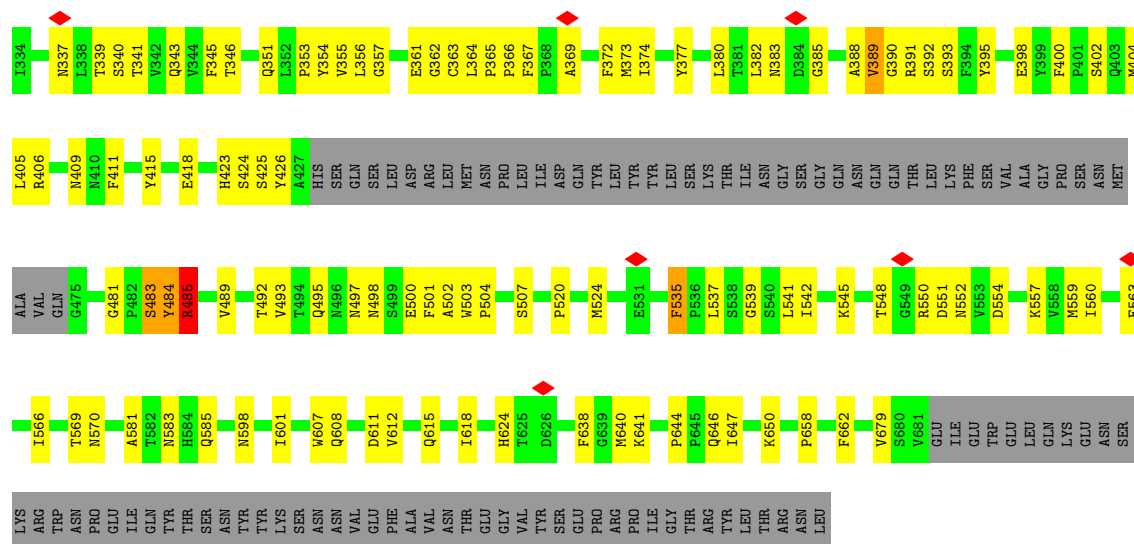 I334 N337 L338 T339 S340 T341 V342 Q343 V344 F345 T346 Q351 L352 P353 Y354 V355 L356 G357 E361 G362 C363 L364 P365 P366 F367 P368 A369 F372 M373 I374 Y377 L380 T381 L382 N383 D384 G385 A388 V389 G390 R391 S392 S393 F394 Y395 E398 Y399 F400 P401 S402 Q403 M404
L405 R406 N409 N410 F411 Y415 E418 H423 S424 S425 Y426 A427 HIS SER GLN SER LEU ASP ARG LEU MET ASN PRO LEU ILE ASP GLN TYR LEU TYR TYR LEU SER LYS THR ILE ASN GLY SER GLY GLN ASN GLN GLN THR LEU LYS PHE SER VAL ALA GLY PRO SER ASN MET
ALA VAL GLN G475 G481 P482 S483 Y484 R485 V489 T492 V493 T494 Q495 N496 N497 N498 S499 E500 F501 A502 W503 P504 S507 P520 M524 E531 F535 P536 L537 S538 G539 S540 L541 I542 K545 T548 G549 R550 D551 N552 V553 D554 K557 V558 M559 I560
I566 T569 N570 A581 T582 N583 H584 Q585 N598 I601 W607 Q608 D611 V612 Q615 I618 H624 T625 D626 F638 G639 M640 K641 F644 P645 Q646 I647 K650 P658 F662 V679 S680 V681 GLU ILE GLU TRP GLU LEU GLN LYS GLU ASN SER
LYS ARG TRP ASN PRO GLU ILE GLN TYR THR SER ASN TYR TYR LYS SER ASN ASN VAL GLU PHE ALA VAL ASN THR GLU GLY VAL TYR SER GLU PRO ARG PRO ILE GLY THR ARG TYR LEU THR ARG ASN LEU